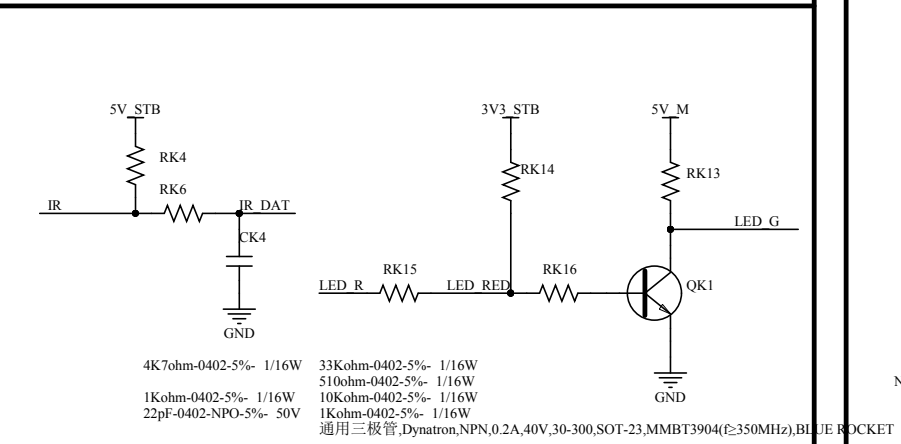 5V_STB
3V3_STB
5V_M
RK4
RK14
RK13
RK6
IR
IR_DAT
LED_G
CK4
RK15
RK16
LED_R
LED_RED
QK1
GND
GND
4K7ohm-0402-5%- 1/16W
33Kohm-0402-5%- 1/16W
510ohm-0402-5%- 1/16W
1Kohm-0402-5%- 1/16W
10Kohm-0402-5%- 1/16W
22pF-0402-NPO-5%- 50V
1Kohm-0402-5%- 1/16W
通用三极管,Dynatron,NPN,0.2A,40V,30-300,SOT-23,MMBT3904(f≥350MHz),BLUE ROCKET
N